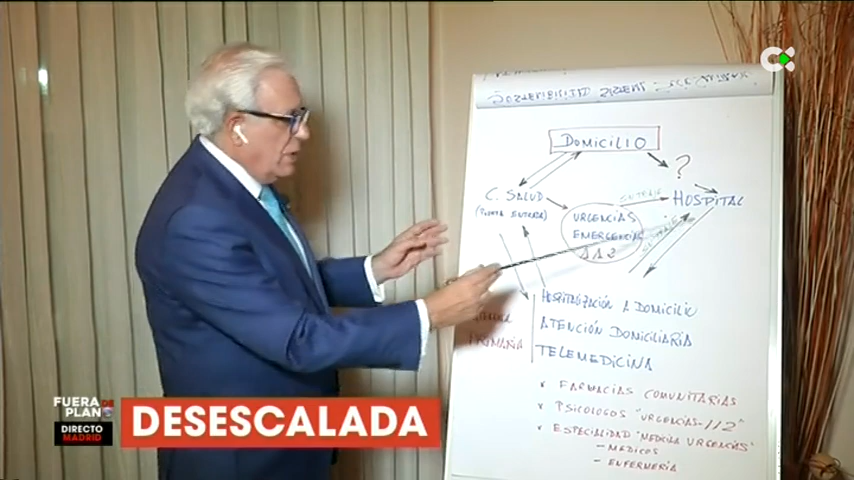 DOMICILIO
?
C. SALUD
(PUERTA ENTRADA)
URGENCIAS
EMERGENCIAS
112
HOSPITAL
HOSPITALIZACIÓN A DOMICILIO
ATENCIÓN DOMICILIARIA
PRIMARIA
TELEMEDICINA
FARMACIAS COMUNITARIAS
PSICOLOGOS "URGENCIAS-112"
ESPECIALIDAD "MEDICINA URGENCIAS"
- MEDICOS
- ENFERMERÍA
FUERA DE PLANO
DIRECTO
MADRID
DESESCALADA